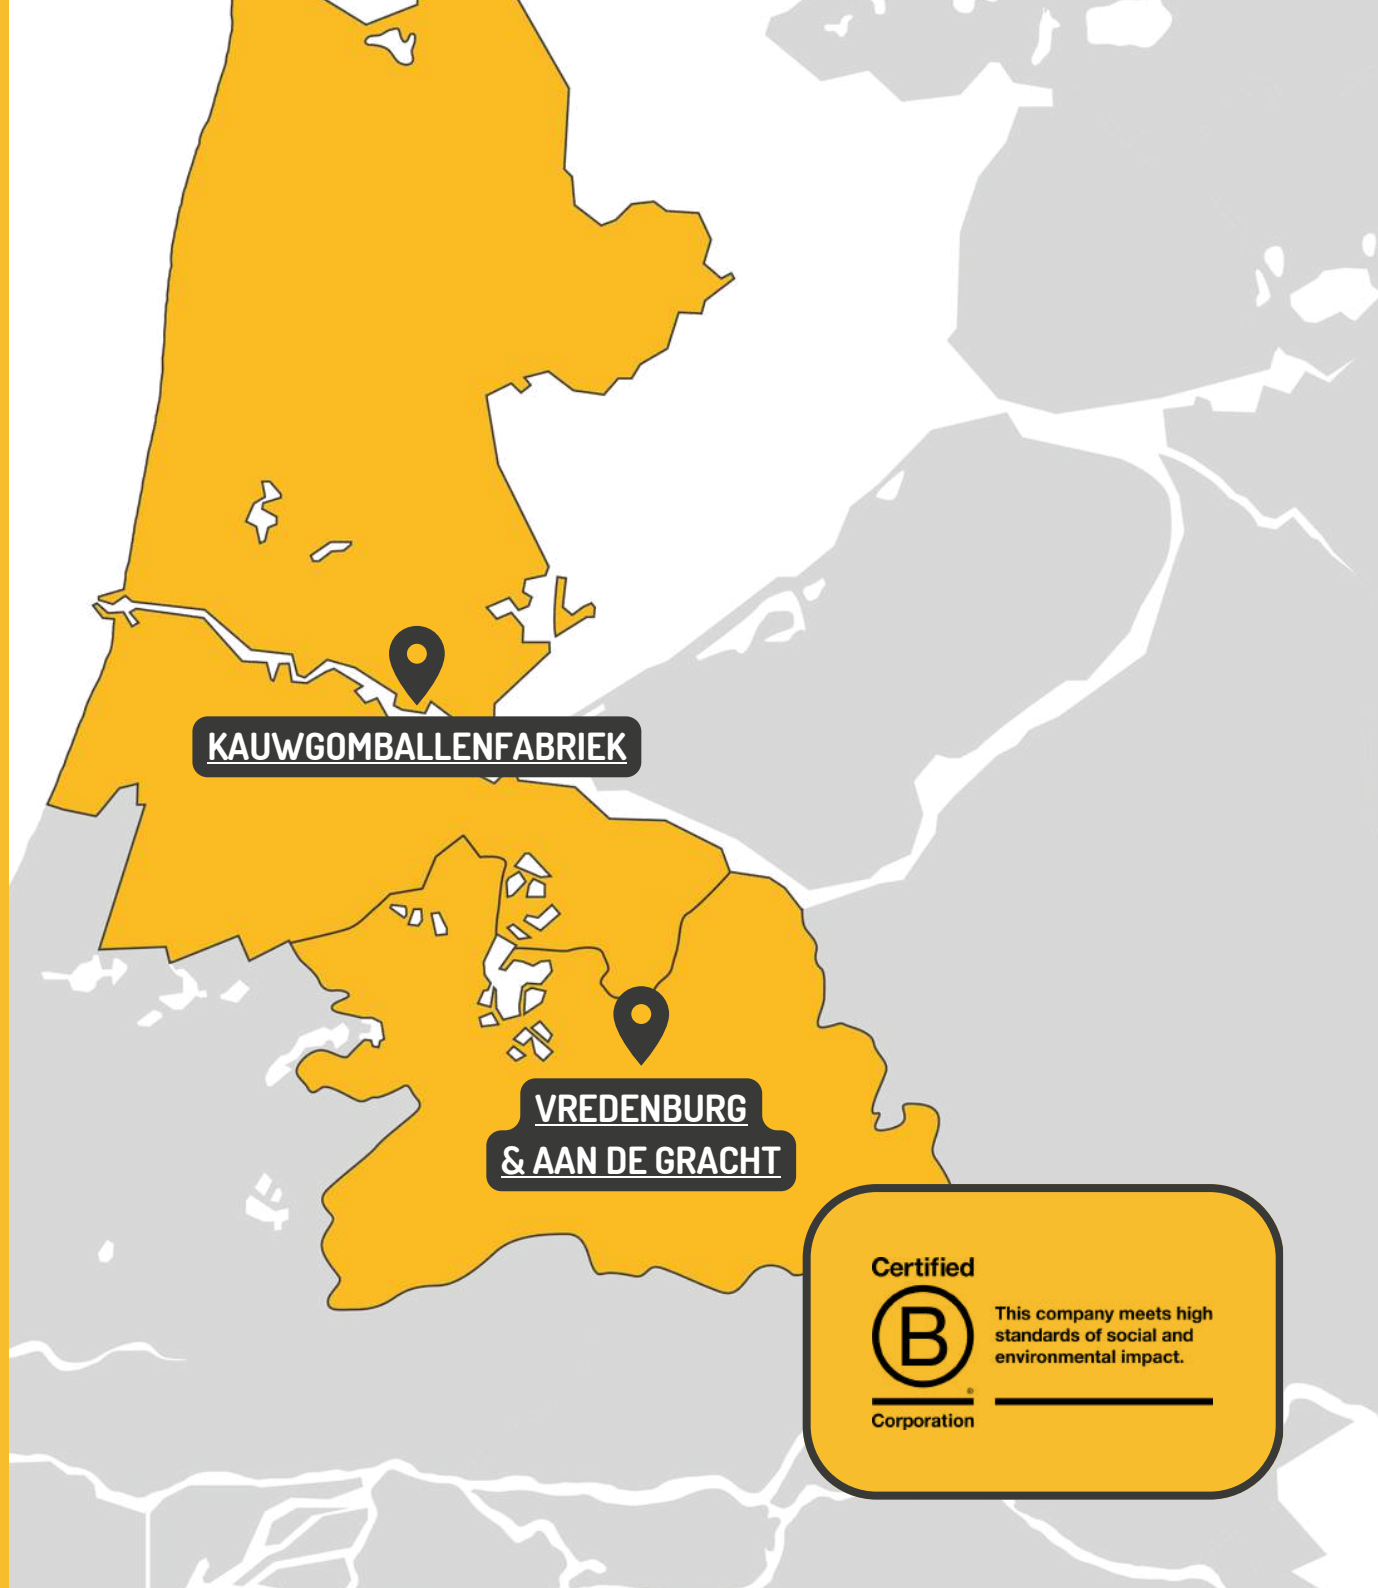 KAUWGOMBALLENFABRIEK
VREDENBURG
& AAN DE GRACHT
Certified
B
®
Corporation
This company meets high
standards of social and
environmental impact.